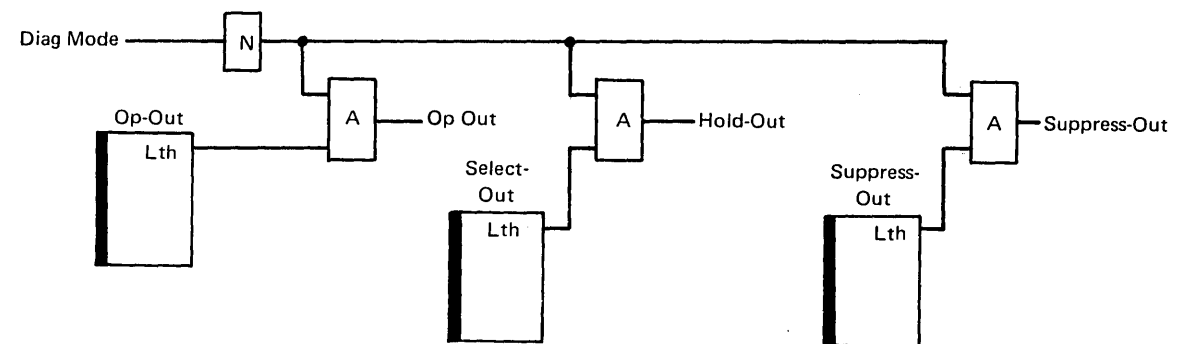 Diag Mode
N
Op-Out
Lth
A
Op Out
Select-
Out
Lth
A
Hold-Out
Suppress-
Out
Lth
A
Suppress-Out